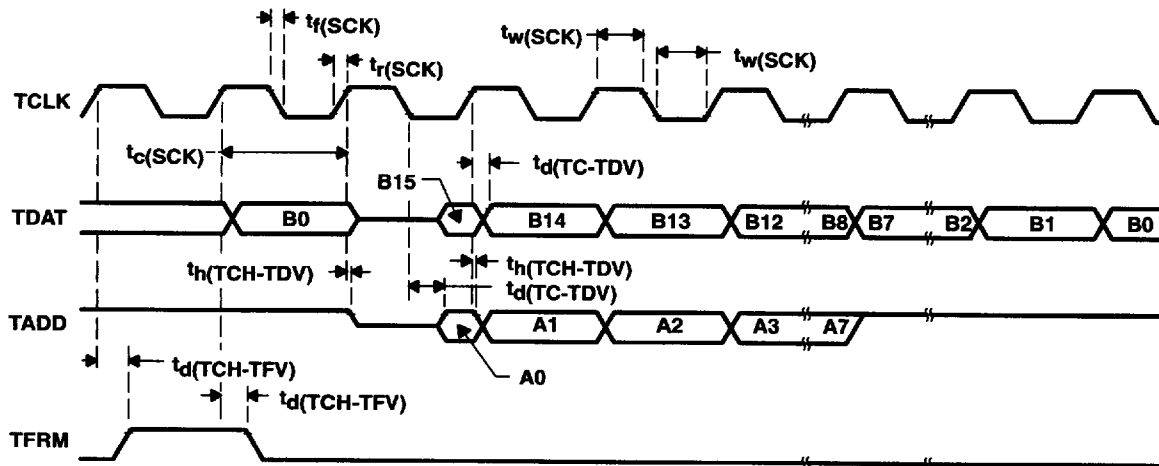 tf(SCK)
tw(SCK)
tw(SCK)
tr(SCK)
TCLK
tc(SCK)
td(TC-TDV)
B15
TDAT
B0 B14 B13 B12 B8 B7 B2 B1 B0
th(TCH-TDV)
th(TCH-TDV)
td(TC-TDV)
TADD
A1 A2 A3 A7
td(TCH-TFV)
A0
td(TCH-TFV)
TFRM